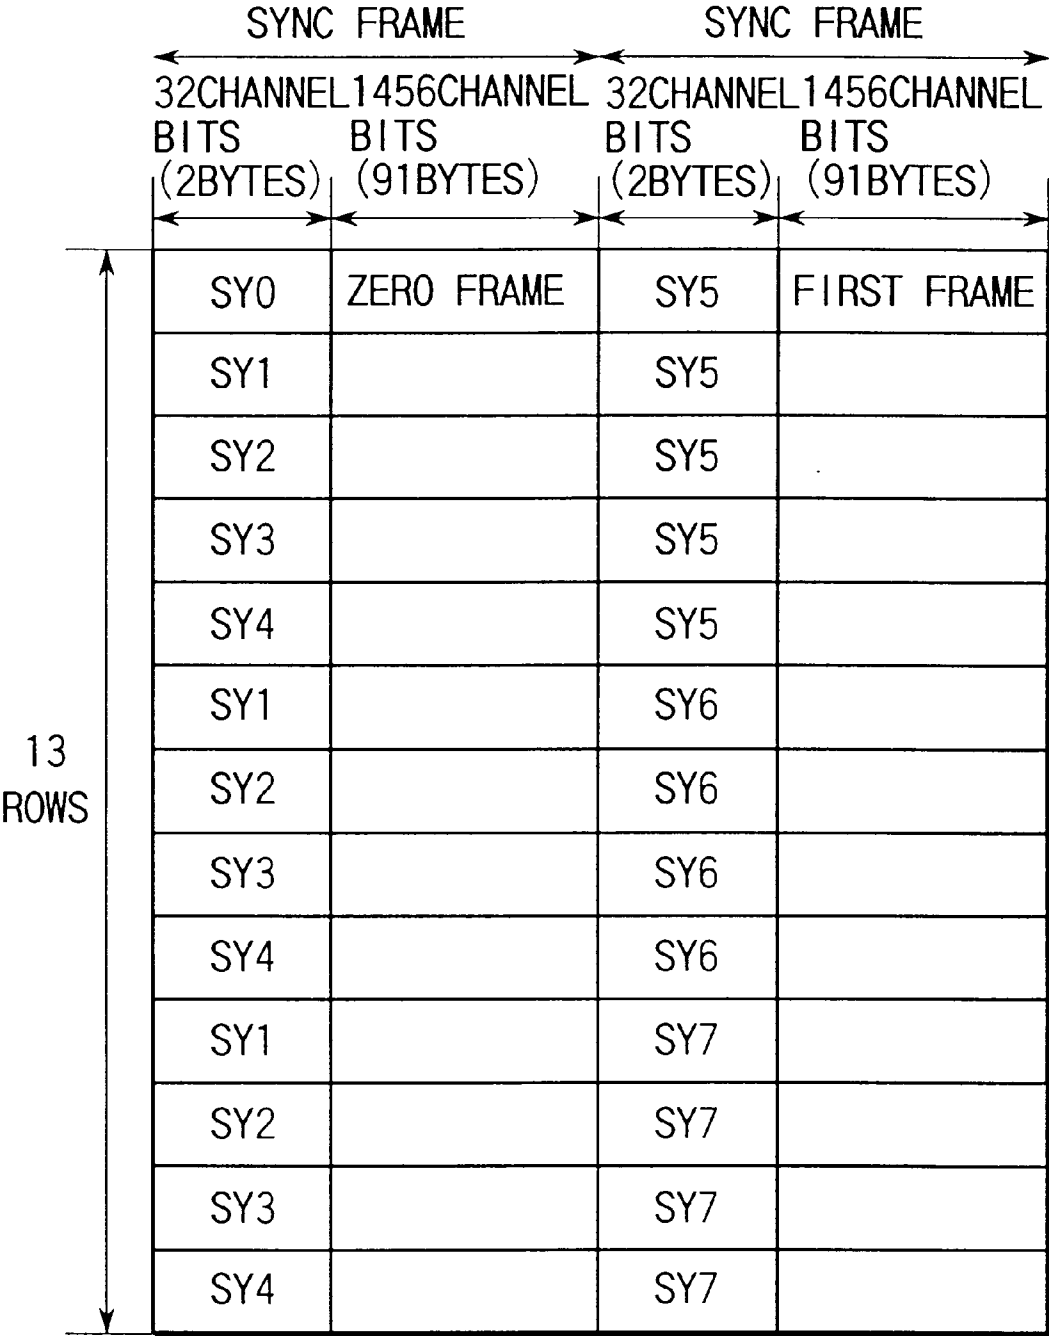 SYNC FRAME SYNC FRAME
32CHANNEL 1456CHANNEL 32CHANNEL 1456CHANNEL
BITS BITS BITS BITS
(2BYTES) (91BYTES) (2BYTES) (91BYTES)
SY0 ZERO FRAME SY5 FIRST FRAME
SY1 SY5
SY2 SY5
SY3 SY5
SY4 SY5
SY1 SY6
13
ROWS
SY2 SY6
SY3 SY6
SY4 SY6
SY1 SY7
SY2 SY7
SY3 SY7
SY4 SY7